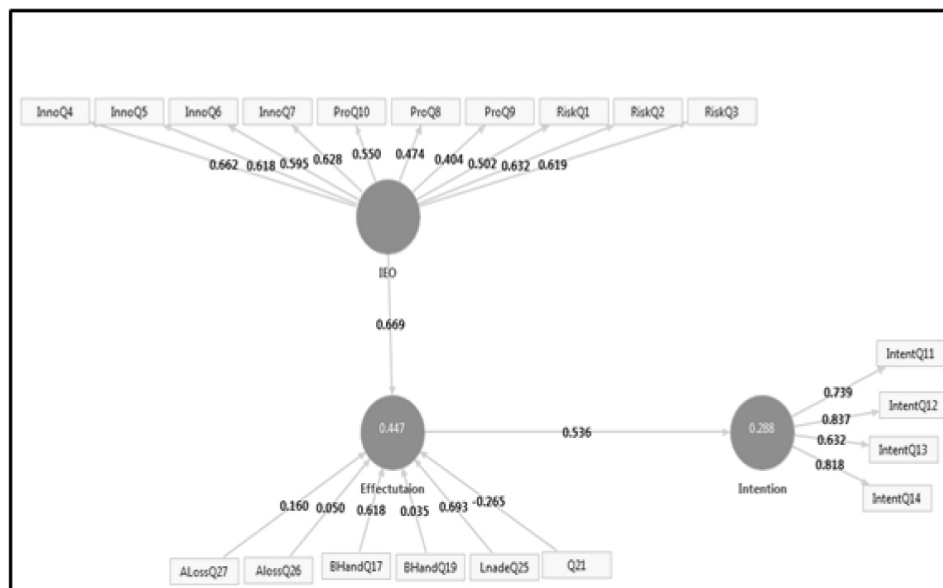 InnoQ4 InnoQ5 InnoQ6 InnoQ7 ProQ10 ProQ8 ProQ9 RiskQ1 RiskQ2 RiskQ3
0.662 0.618 0.595 0.628 0.550 0.474 0.404 0.502 0.632 0.619
IEO
0.669
IntentQ11
0.739
IntentQ12
0.837
0.447 0.536 0.288
0.632
IntentQ13
0.818
Effectutaion Intention
IntentQ14
0.160 0.050 0.618 0.035 0.693 -0.265
ALossQ27 AlossQ26 BHandQ17 BHandQ19 LnadeQ25 Q21